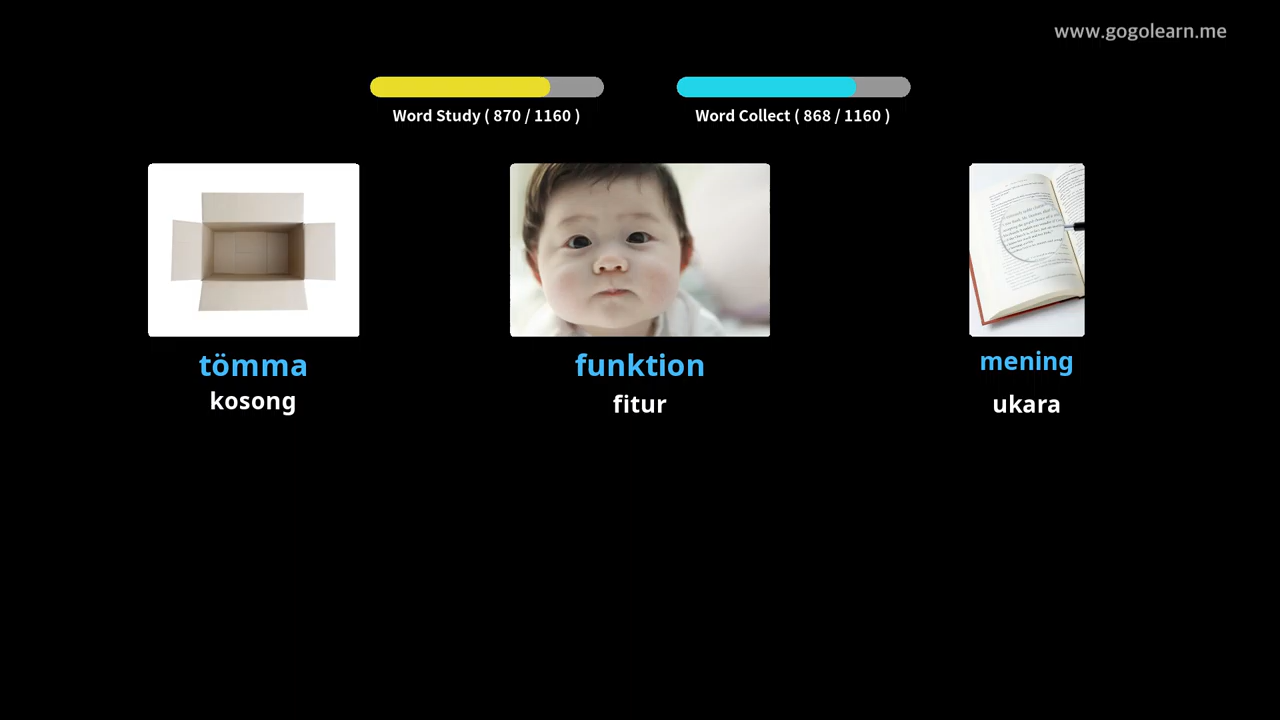 www.gogolearn.me
Word Study ( 870 / 1160 )
Word Collect ( 868 / 1160 )
tömma
funktion
mening
kosong
fitur
ukara